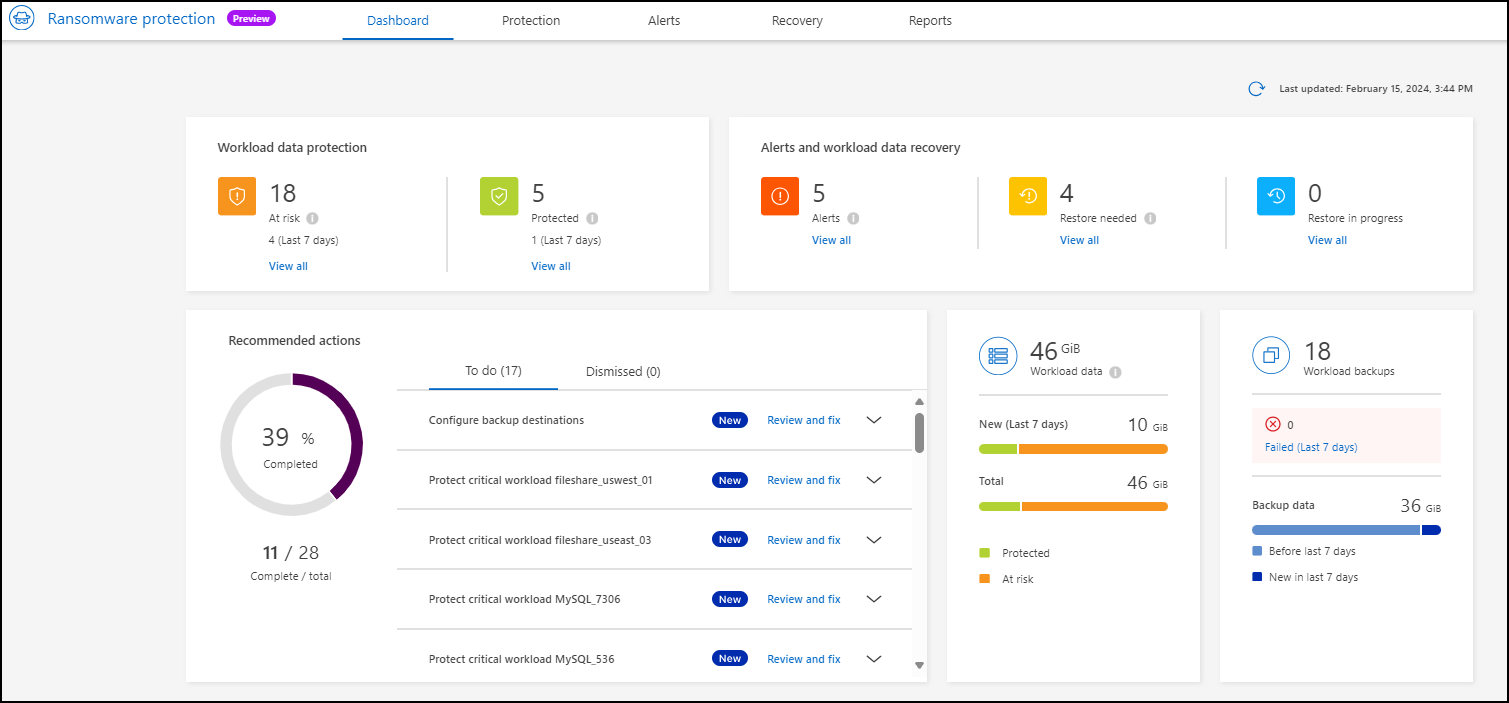 Ransomware protection Preview
Dashboard Protection Alerts Recovery Reports
Last updated: February 15, 2024, 3:44 PM
Workload data protection
18
At risk
4 (Last 7 days)
View all
5
Protected
1 (Last 7 days)
View all
Alerts and workload data recovery
5
Alerts
View all
4
Restore needed
View all
0
Restore in progress
View all
Recommended actions
39 %
Completed
11 / 28
Complete / total
To do (17) Dismissed (0)
Configure backup destinations New Review and fix
Protect critical workload fileshare_uswest_01 New Review and fix
Protect critical workload fileshare_useast_03 New Review and fix
Protect critical workload MySQL_7306 New Review and fix
Protect critical workload MySQL_536 New Review and fix
46 GiB
Workload data
New (Last 7 days) 10 GiB
Total 46 GiB
Protected
At risk
18
Workload backups
0
Failed (Last 7 days)
Backup data 36 GiB
Before last 7 days
New in last 7 days